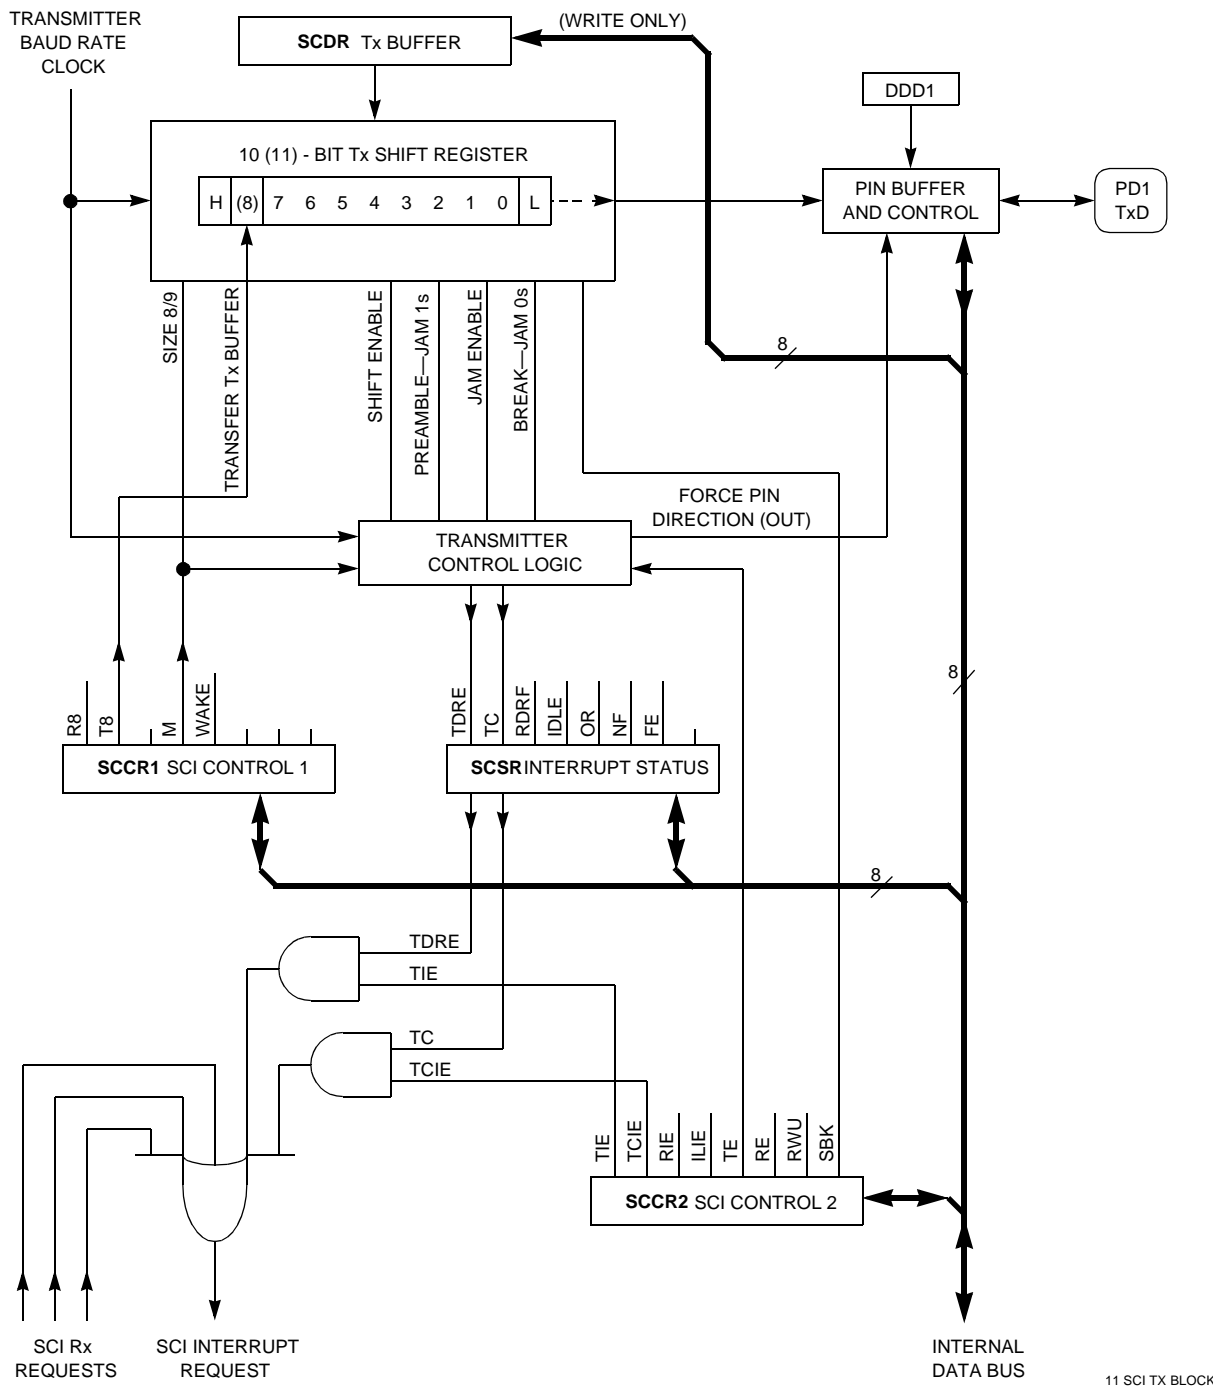 TRANSMITTER
BAUD RATE
CLOCK
SCDR Tx BUFFER
(WRITE ONLY)
DDD1
10 (11) - BIT Tx SHIFT REGISTER
H (8) 7 6 5 4 3 2 1 0 L
PIN BUFFER
AND CONTROL
PD1
TxD
SIZE 8/9
TRANSFER Tx BUFFER
SHIFT ENABLE
PREAMBLE—JAM 1s
JAM ENABLE
BREAK—JAM 0s
8
FORCE PIN
DIRECTION (OUT)
TRANSMITTER
CONTROL LOGIC
8
R8
T8
M
WAKE
TDRE
TC
RDRF
IDLE
OR
NF
FE
SCCR1 SCI CONTROL 1
SCSR INTERRUPT STATUS
8
TDRE
TIE
TC
TCIE
TIE
TCIE
RIE
ILIE
TE
RE
RWU
SBK
SCCR2 SCI CONTROL 2
SCI Rx
REQUESTS
SCI INTERRUPT
REQUEST
INTERNAL
DATA BUS
11 SCI TX BLOCK